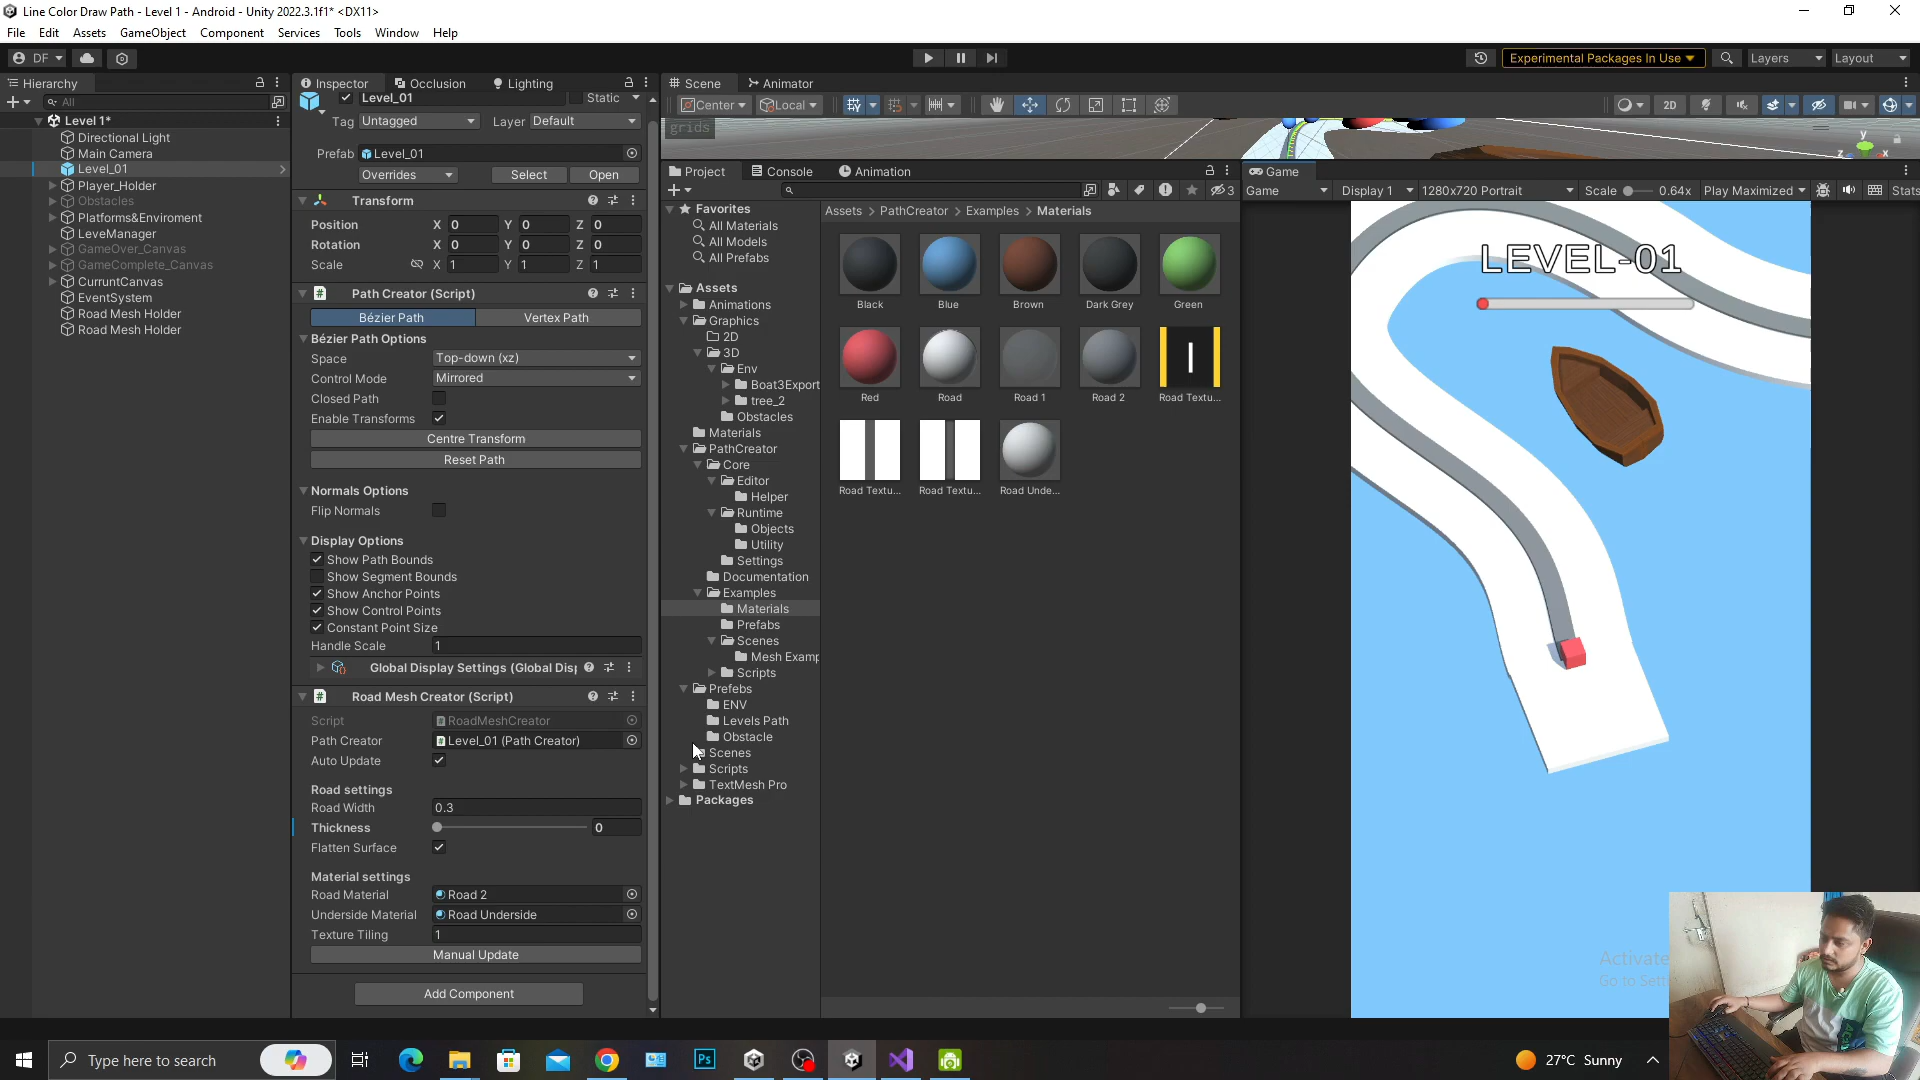 Line Color Draw Path - Level 1 - Android - Unity 2022.3.1f1* <DX11>
File Edit Assets GameObject Component Services Tools Window Help
DF
Experimental Packages In Use
Layers
Layout
Hierarchy
All
Level 1*
Directional Light
Main Camera
Level_01
Player_Holder
Obstacles
Platforms&Enviroment
LeveManager
GameOver_Canvas
GameComplete_Canvas
CurruntCanvas
EventSystem
Road Mesh Holder
Road Mesh Holder
Inspector Occlusion Lighting
Level_01 Static
Tag Untagged Layer Default
Prefab Level_01
Overrides Select Open
Transform
Position X 0 Y 0 Z 0
Rotation X 0 Y 0 Z 0
Scale X 1 Y 1 Z 1
Path Creator (Script)
Bézier Path Vertex Path
Bézier Path Options
Space Top-down (xz)
Control Mode Mirrored
Closed Path
Enable Transforms
Centre Transform
Reset Path
Normals Options
Flip Normals
Display Options
Show Path Bounds
Show Segment Bounds
Show Anchor Points
Show Control Points
Constant Point Size
Handle Scale 1
Global Display Settings (Global Disp
Road Mesh Creator (Script)
Script RoadMeshCreator
Path Creator Level_01 (Path Creator)
Auto Update
Road settings
Road Width 0.3
Thickness 0
Flatten Surface
Material settings
Road Material Road 2
Underside Material Road Underside
Texture Tiling 1
Manual Update
Add Component
Scene Animator
Center Local 2D
grids
y
z x
Project Console Animation
3
Favorites
All Materials
All Models
All Prefabs
Assets
Animations
Graphics
2D
3D
Env
Boat3Export
tree_2
Obstacles
Materials
PathCreator
Core
Editor
Helper
Runtime
Objects
Utility
Settings
Documentation
Examples
Materials
Prefabs
Scenes
Mesh Examp
Scripts
Prefebs
ENV
Levels Path
Obstacle
Scenes
Scripts
TextMesh Pro
Packages
Assets > PathCreator > Examples > Materials
Black Blue Brown Dark Grey Green
Red Road Road 1 Road 2 Road Textu...
Road Textu... Road Textu... Road Unde...
Game
Game Display 1 1280x720 Portrait Scale 0.64x Play Maximized Stats
LEVEL-01
Activate
Go to Setti
Type here to search
Ps
27°C Sunny